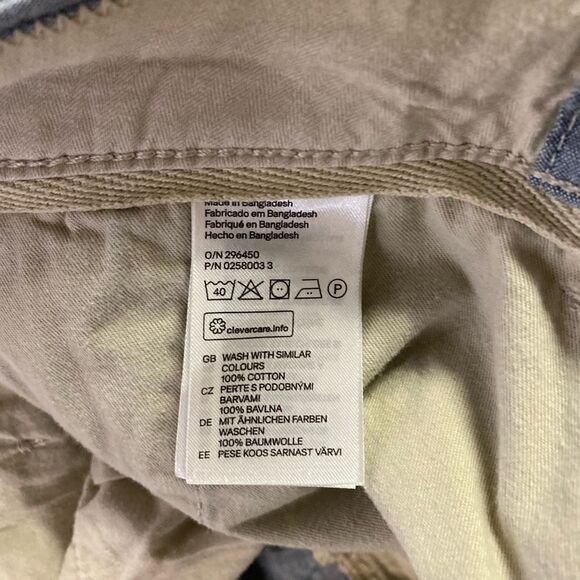 Made in Bangladesh
Fabricado em Bangladesh
Fabriqué en Bangladesh
Hecho en Bangladesh
O/N 296450
P/N 0258003 3
40
P
clevercare.info
GB WASH WITH SIMILAR
COLOURS
100% COTTON
CZ PERTE S PODOBNÝMI
BARVAMI
100% BAVLNA
DE MIT ÄHNLICHEN FARBEN
WASCHEN
100% BAUMWOLLE
EE PESE KOOS SARNAST VÄRVI